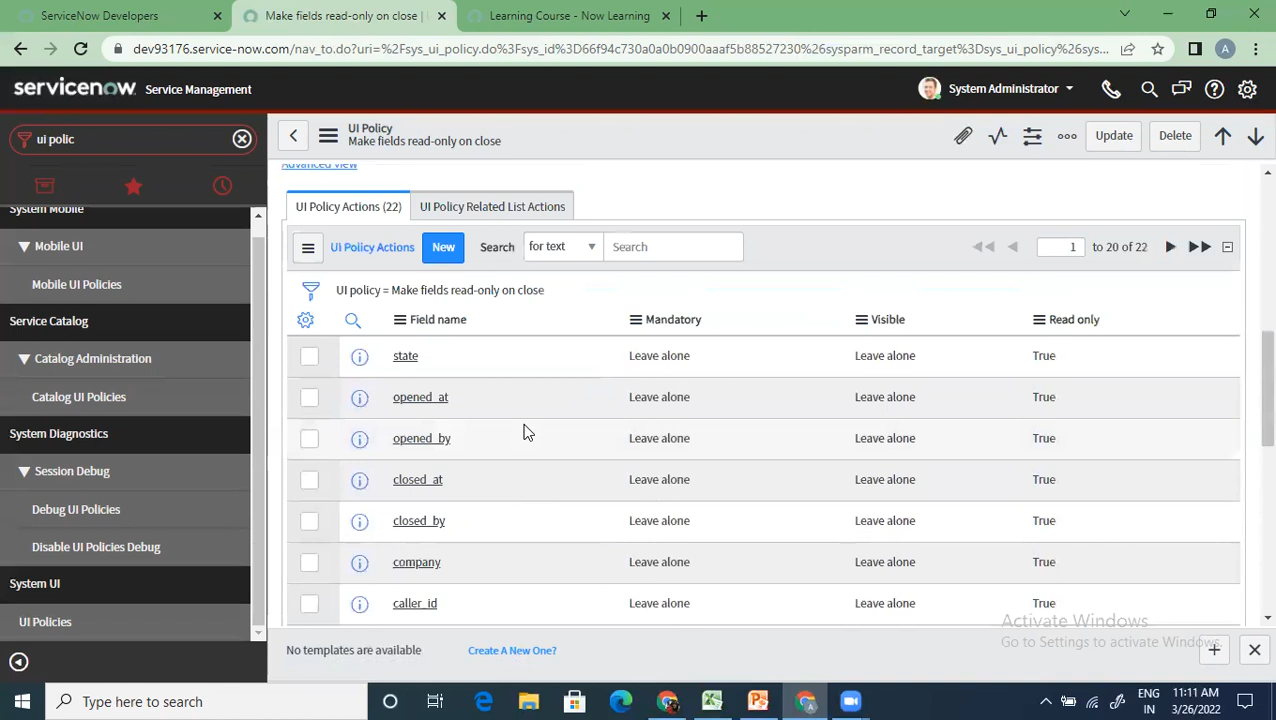 ServiceNow Developers
Make fields read-only on close |
Learning Course - Now Learning
dev93176.service-now.com/nav_to.do?uri=%2Fsys_ui_policy.do%3Fsys_id%3D66f94c730a0a0b0900aaaf5b88527230%26sysparm_record_target%3Dsys_ui_policy%26sys...
A
servicenow Service Management
System Administrator
ui polic
UI Policy
Make fields read-only on close
Update
Delete
System Mobile
Mobile UI
Mobile UI Policies
Service Catalog
Catalog Administration
Catalog UI Policies
System Diagnostics
Session Debug
Debug UI Policies
Disable UI Policies Debug
System UI
UI Policies
Advanced view
UI Policy Actions (22)
UI Policy Related List Actions
UI Policy Actions New Search for text Search 1 to 20 of 22
UI policy = Make fields read-only on close
Field name Mandatory Visible Read only
state Leave alone Leave alone True
opened_at Leave alone Leave alone True
opened_by Leave alone Leave alone True
closed_at Leave alone Leave alone True
closed_by Leave alone Leave alone True
company Leave alone Leave alone True
caller_id Leave alone Leave alone True
Activate Windows
Go to Settings to activate Windows.
No templates are available Create A New One?
Type here to search
ENG
IN
11:11 AM
3/26/2022